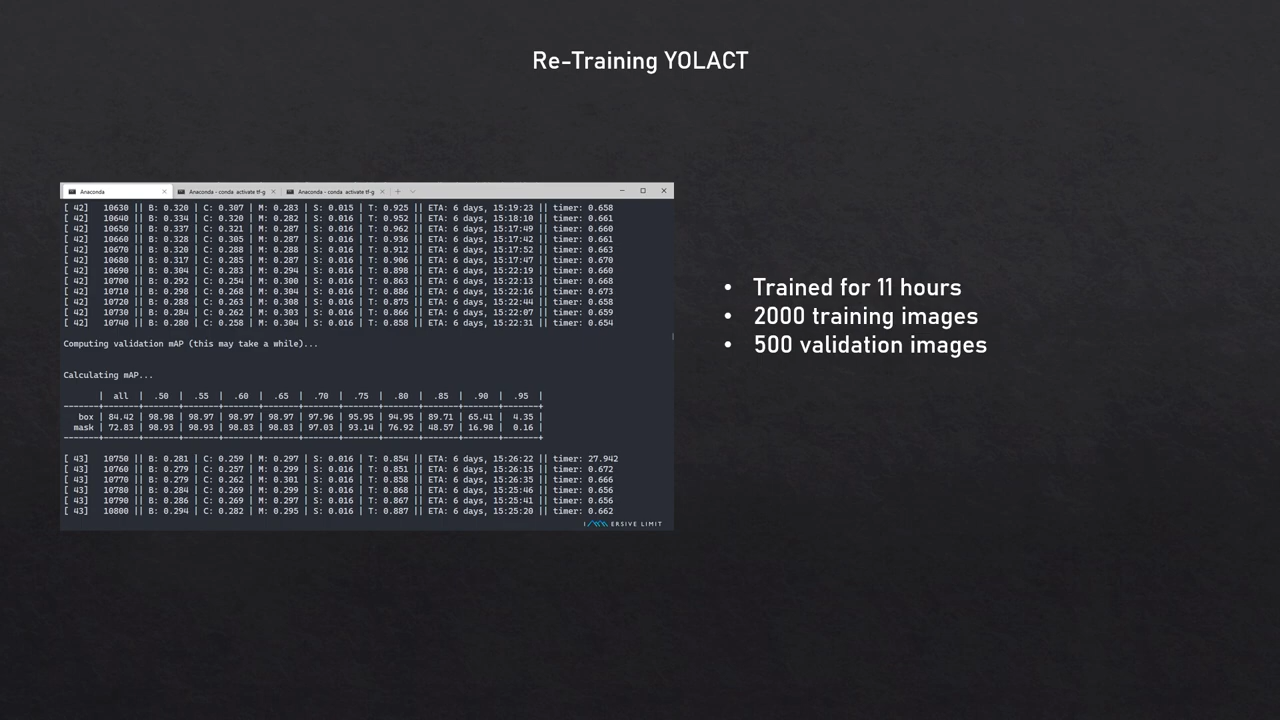 Re-Training YOLACT
Anaconda
Anaconda - conda activate tf-g
Anaconda - conda activate tf-g
[ 42] 10630 || B: 0.320 | C: 0.307 | M: 0.283 | S: 0.015 | T: 0.925 || ETA: 6 days, 15:19:23 || timer: 0.658
[ 42] 10640 || B: 0.334 | C: 0.320 | M: 0.282 | S: 0.016 | T: 0.952 || ETA: 6 days, 15:18:10 || timer: 0.661
[ 42] 10650 || B: 0.337 | C: 0.321 | M: 0.287 | S: 0.016 | T: 0.962 || ETA: 6 days, 15:17:49 || timer: 0.660
[ 42] 10660 || B: 0.328 | C: 0.305 | M: 0.287 | S: 0.016 | T: 0.936 || ETA: 6 days, 15:17:42 || timer: 0.661
[ 42] 10670 || B: 0.320 | C: 0.288 | M: 0.288 | S: 0.016 | T: 0.912 || ETA: 6 days, 15:17:52 || timer: 0.663
[ 42] 10680 || B: 0.317 | C: 0.285 | M: 0.287 | S: 0.016 | T: 0.906 || ETA: 6 days, 15:17:47 || timer: 0.670
[ 42] 10690 || B: 0.304 | C: 0.283 | M: 0.294 | S: 0.016 | T: 0.898 || ETA: 6 days, 15:22:19 || timer: 0.660
[ 42] 10700 || B: 0.292 | C: 0.254 | M: 0.300 | S: 0.016 | T: 0.863 || ETA: 6 days, 15:22:13 || timer: 0.668
[ 42] 10710 || B: 0.298 | C: 0.268 | M: 0.304 | S: 0.016 | T: 0.886 || ETA: 6 days, 15:22:16 || timer: 0.673
[ 42] 10720 || B: 0.288 | C: 0.263 | M: 0.308 | S: 0.016 | T: 0.875 || ETA: 6 days, 15:22:44 || timer: 0.658
[ 42] 10730 || B: 0.284 | C: 0.262 | M: 0.303 | S: 0.016 | T: 0.866 || ETA: 6 days, 15:22:07 || timer: 0.659
[ 42] 10740 || B: 0.280 | C: 0.258 | M: 0.304 | S: 0.016 | T: 0.858 || ETA: 6 days, 15:22:31 || timer: 0.654
Computing validation mAP (this may take a while)...
Calculating mAP...
| all | .50 | .55 | .60 | .65 | .70 | .75 | .80 | .85 | .90 | .95 |
box | 84.42 | 98.98 | 98.97 | 98.97 | 98.97 | 97.96 | 95.95 | 94.95 | 89.71 | 65.41 | 4.35 |
mask | 72.83 | 98.93 | 98.93 | 98.83 | 98.83 | 97.03 | 93.14 | 76.92 | 48.57 | 16.98 | 0.16 |
[ 43] 10750 || B: 0.281 | C: 0.259 | M: 0.297 | S: 0.016 | T: 0.854 || ETA: 6 days, 15:26:22 || timer: 27.942
[ 43] 10760 || B: 0.279 | C: 0.257 | M: 0.299 | S: 0.016 | T: 0.851 || ETA: 6 days, 15:26:15 || timer: 0.672
[ 43] 10770 || B: 0.279 | C: 0.262 | M: 0.301 | S: 0.016 | T: 0.858 || ETA: 6 days, 15:26:35 || timer: 0.666
[ 43] 10780 || B: 0.284 | C: 0.269 | M: 0.299 | S: 0.016 | T: 0.868 || ETA: 6 days, 15:25:46 || timer: 0.656
[ 43] 10790 || B: 0.286 | C: 0.269 | M: 0.297 | S: 0.016 | T: 0.867 || ETA: 6 days, 15:25:41 || timer: 0.656
[ 43] 10800 || B: 0.294 | C: 0.282 | M: 0.295 | S: 0.016 | T: 0.887 || ETA: 6 days, 15:25:20 || timer: 0.662
IMMERSIVE LIMIT
• Trained for 11 hours
• 2000 training images
• 500 validation images